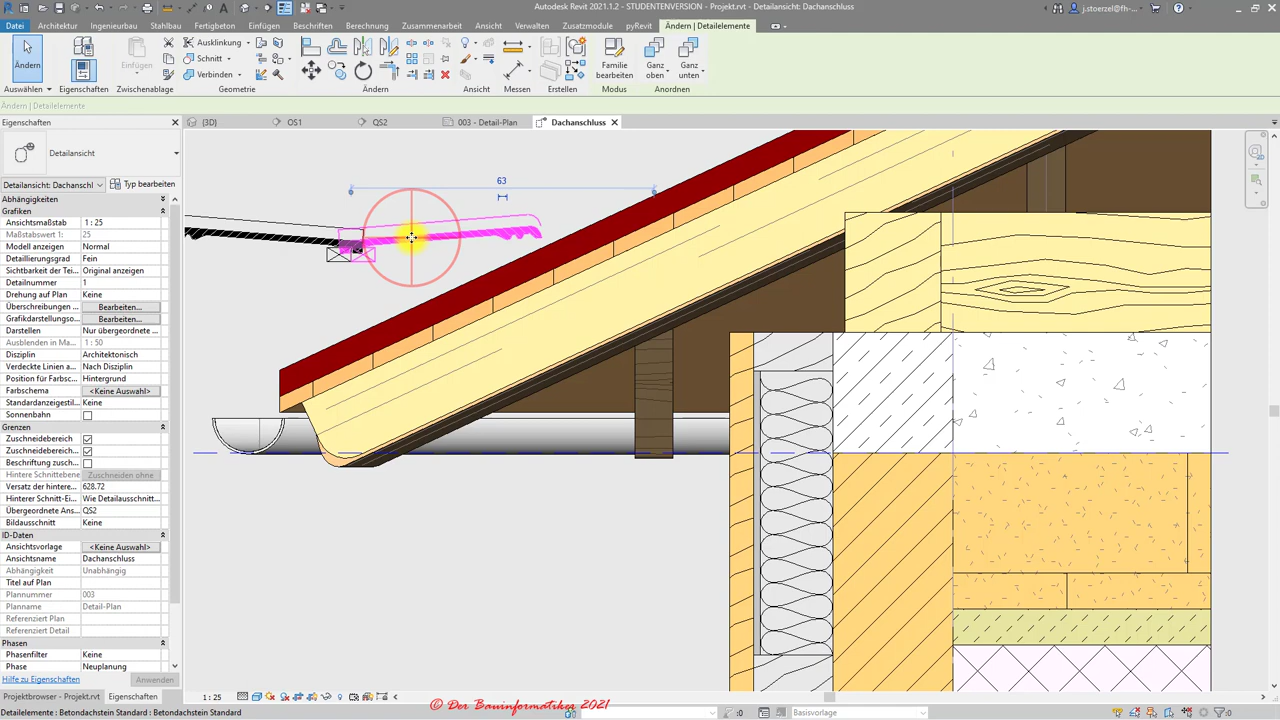 Autodesk Revit 2021.1.2 - STUDENTENVERSION - Projekt.rvt - Detailansicht: Dachanschluss
j.stoerzel@fh-...
Datei Architektur Ingenieurbau Stahlbau Fertigbeton Einfügen Beschriften Berechnung Zusammenarbeit Ansicht Verwalten Zusatzmodule pyRevit Ändern | Detailelemente
Ändern
Eigenschaften
Einfügen
Ausklinkung
Schnitt
Verbinden
Familie bearbeiten
Ganz oben
Ganz unten
Auswählen Eigenschaften Zwischenablage Geometrie Ändern Ansicht Messen Erstellen Modus Anordnen
Ändern | Detailelemente
Eigenschaften
{3D} OS1 QS2 003 - Detail-Plan Dachanschluss
Detailansicht
Detailansicht: Dachanschl
Typ bearbeiten
Abhängigkeiten
Grafiken
Ansichtsmaßstab 1 : 25
Maßstabswert 1: 25
Modell anzeigen Normal
Detaillierungsgrad Fein
Sichtbarkeit der Tei... Original anzeigen
Detailnummer 1
Drehung auf Plan Keine
Überschreibungen ... Bearbeiten...
Grafikdarstellungso... Bearbeiten...
Darstellen Nur übergeordnete ...
Ausblenden in Ma... 1 : 50
Disziplin Architektonisch
Verdeckte Linien a... Nach Disziplin
Position für Farbsc... Hintergrund
Farbschema <Keine Auswahl>
Standardanzeigestil... Keine
Sonnenbahn
Grenzen
Zuschneidebereich
Zuschneidebereich
Beschriftung zusch...
Hintere Schnittebene Zuschneiden ohne
Versatz der hintere... 628.72
Hinterer Schnitt-Ei... Wie Detailausschnitt...
Übergeordnete Ans... QS2
Bildausschnitt Keine
ID-Daten
Ansichtsvorlage <Keine Auswahl>
Ansichtsname Dachanschluss
Abhängigkeit Unabhängig
Titel auf Plan
Plannummer 003
Planname Detail-Plan
Referenziert Plan
Referenziert Detail
Phasen
Phasenfilter Keine
Phase Neuplanung
Hilfe zu Eigenschaften
Anwenden
63
Projektbrowser - Projekt.rvt Eigenschaften
1 : 25
© Der Bauinformatiker 2021
Detailelemente : Betondachstein Standard : Betondachstein Standard
:0
Basisvorlage
:0